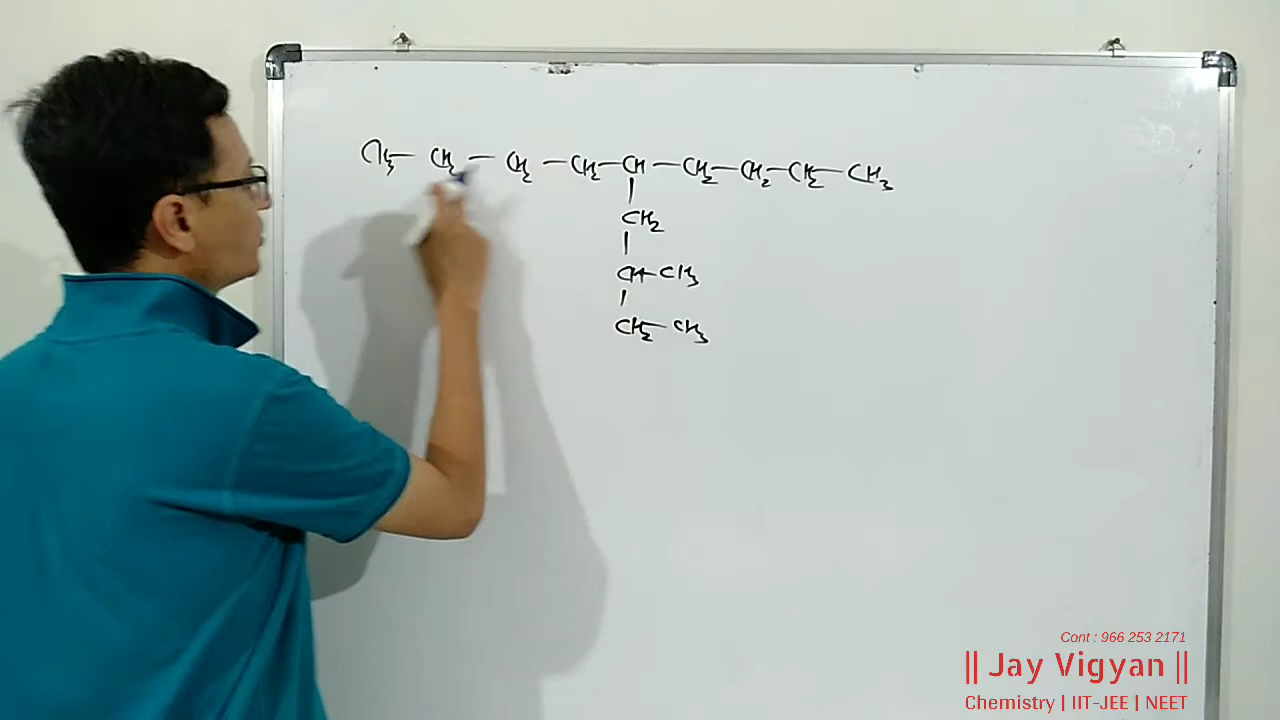 CH₃ — CH₂ — CH₂ — CH₂ — CH — CH₂ — CH₂ — CH₂ — CH₃
|
CH₂
|
CH — CH₃
|
CH₂ — CH₃
Cont : 966 253 2171
|| Jay Vigyan ||
Chemistry | IIT-JEE | NEET